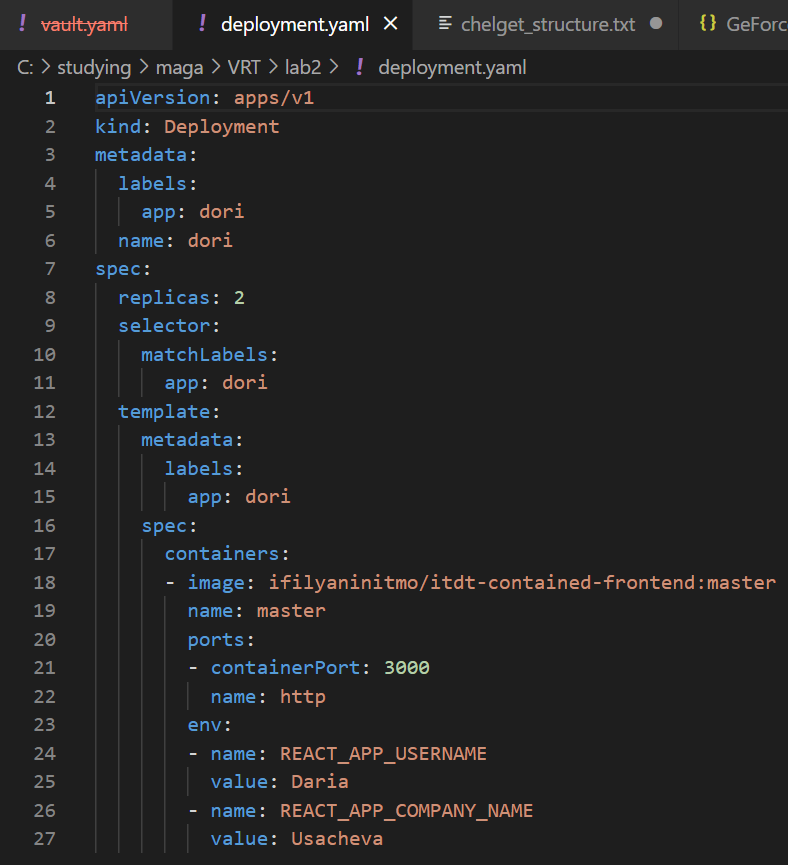 ! vault.yaml ! deployment.yaml × chelget_structure.txt ● {} GeForc
C: > studying > maga > VRT > lab2 > ! deployment.yaml
1 apiVersion: apps/v1
2 kind: Deployment
3 metadata:
4   labels:
5     app: dori
6   name: dori
7 spec:
8   replicas: 2
9   selector:
10     matchLabels:
11       app: dori
12   template:
13     metadata:
14       labels:
15         app: dori
16     spec:
17       containers:
18       - image: ifilyaninitmo/itdt-contained-frontend:master
19         name: master
20         ports:
21         - containerPort: 3000
22           name: http
23         env:
24         - name: REACT_APP_USERNAME
25           value: Daria
26         - name: REACT_APP_COMPANY_NAME
27           value: Usacheva